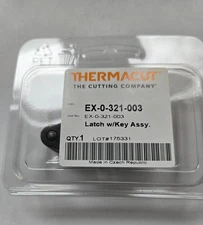 THERMACUT
THE CUTTING COMPANY
EX-0-321-003
EX-0-321-003
Latch w/Key Assy.
QTY.1 LOT#175331
Made in Czech Republic